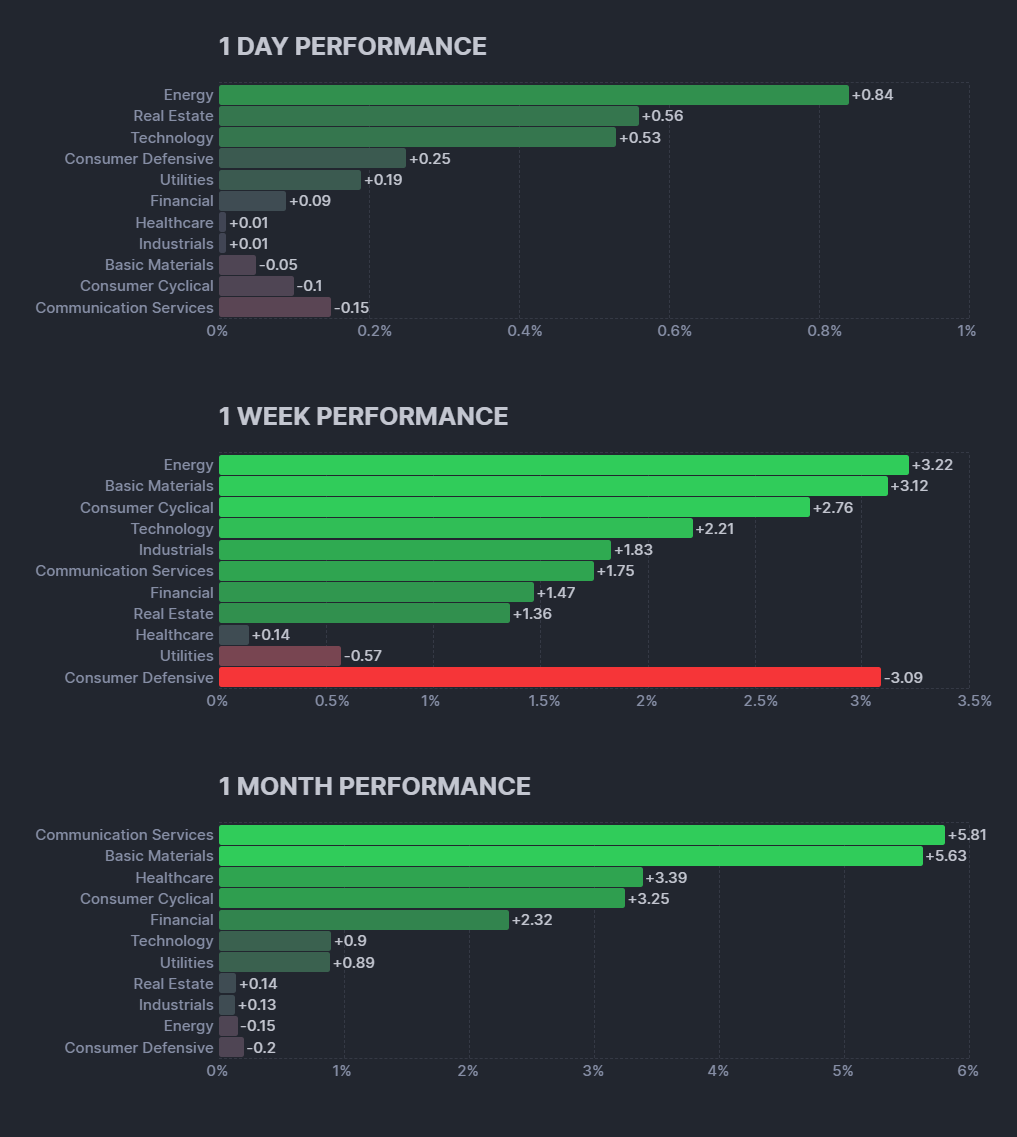 1 DAY PERFORMANCE
Energy +0.84
Real Estate +0.56
Technology +0.53
Consumer Defensive +0.25
Utilities +0.19
Financial +0.09
Healthcare +0.01
Industrials +0.01
Basic Materials -0.05
Consumer Cyclical -0.1
Communication Services -0.15
0% 0.2% 0.4% 0.6% 0.8% 1%
1 WEEK PERFORMANCE
Energy +3.22
Basic Materials +3.12
Consumer Cyclical +2.76
Technology +2.21
Industrials +1.83
Communication Services +1.75
Financial +1.47
Real Estate +1.36
Healthcare +0.14
Utilities -0.57
Consumer Defensive -3.09
0% 0.5% 1% 1.5% 2% 2.5% 3% 3.5%
1 MONTH PERFORMANCE
Communication Services +5.81
Basic Materials +5.63
Healthcare +3.39
Consumer Cyclical +3.25
Financial +2.32
Technology +0.9
Utilities +0.89
Real Estate +0.14
Industrials +0.13
Energy -0.15
Consumer Defensive -0.2
0% 1% 2% 3% 4% 5% 6%